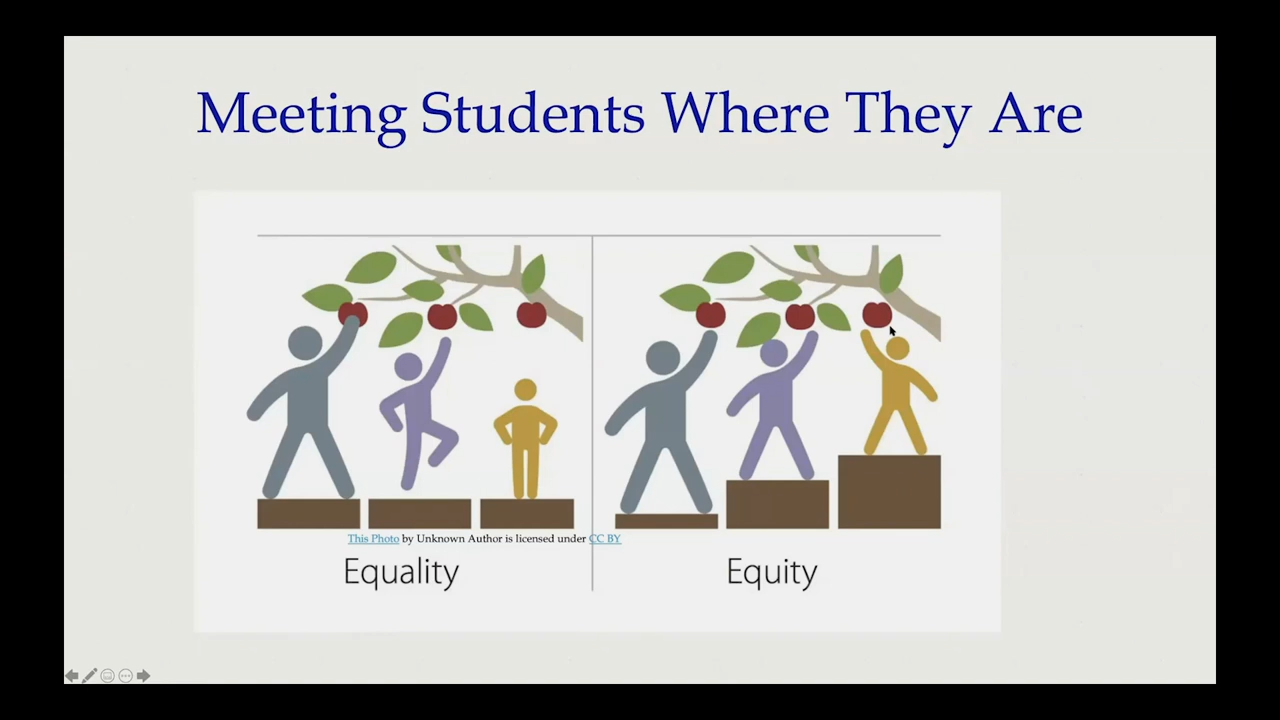 Meeting Students Where They Are
This Photo by Unknown Author is licensed under CC BY
Equality
Equity